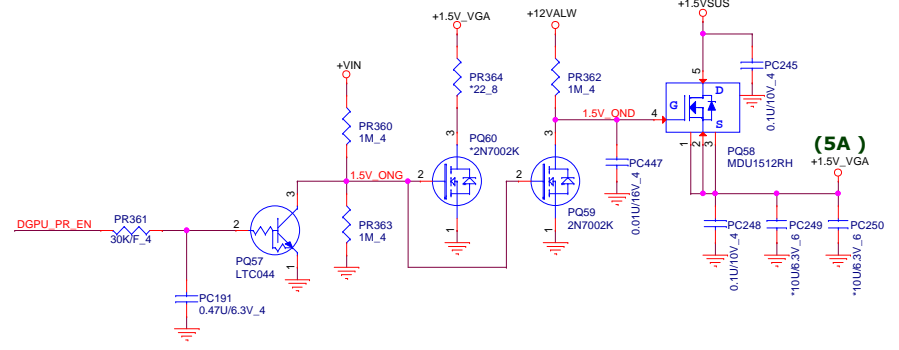 +1.5V_VGA
+12VALW
+1.5VSUS
+VIN
PR364
*22_8
PR362
1M_4
5
PC245
0.1U/10V_4
D
G
S
4
1.5V_OND
PR360
1M_4
3
PQ60
*2N7002K
3
1
2
3
PQ58
MDU1512RH
(5A )
+1.5V_VGA
PC447
0.01U/16V_4
1.5V_ONG
2
2
3
PQ59
2N7002K
1
1
DGPU_PR_EN
PR361
30K/F_4
2
PR363
1M_4
PQ57
LTC044
1
PC248
0.1U/10V_4
PC249
*10U/6.3V_6
PC250
*10U/6.3V_6
PC191
0.47U/6.3V_4